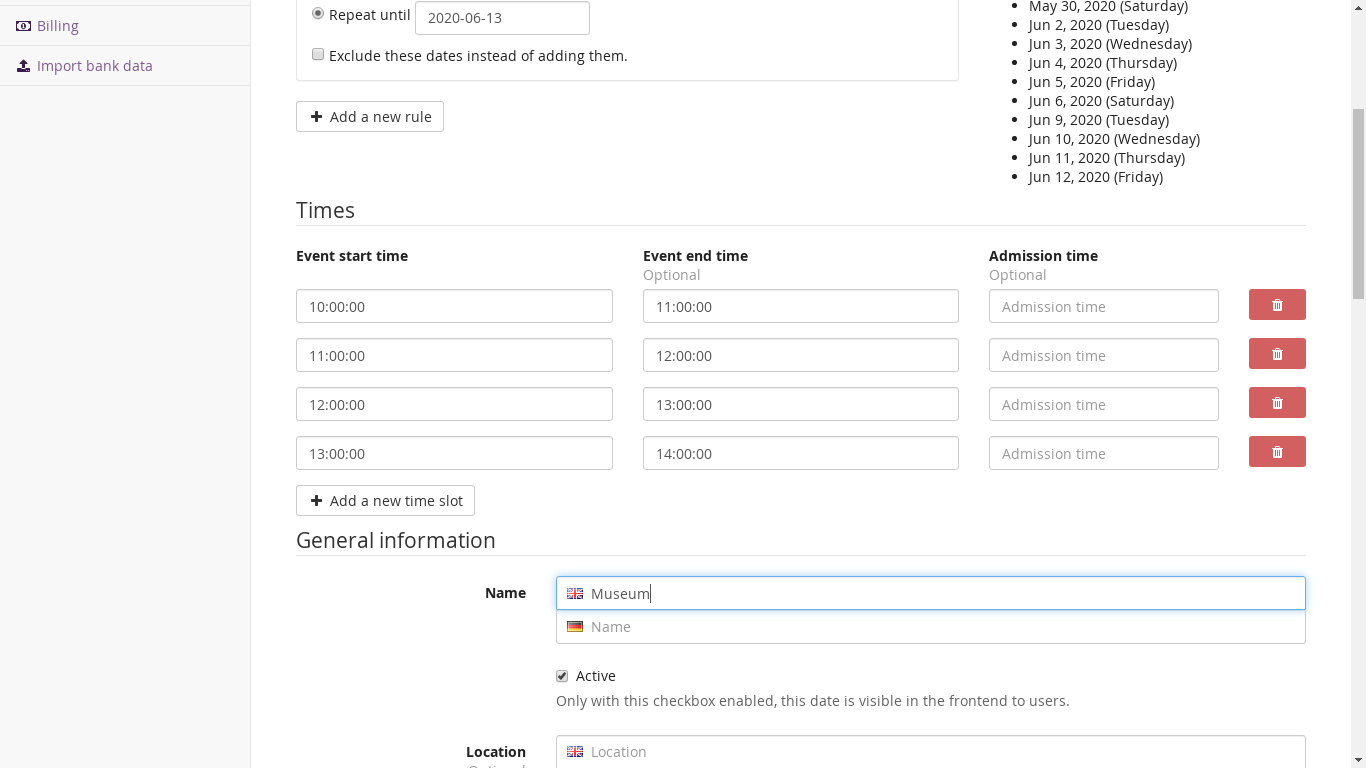 Billing
Import bank data
Repeat until 2020-06-13
Exclude these dates instead of adding them.
Add a new rule
May 30, 2020 (Saturday)
Jun 2, 2020 (Tuesday)
Jun 3, 2020 (Wednesday)
Jun 4, 2020 (Thursday)
Jun 5, 2020 (Friday)
Jun 6, 2020 (Saturday)
Jun 9, 2020 (Tuesday)
Jun 10, 2020 (Wednesday)
Jun 11, 2020 (Thursday)
Jun 12, 2020 (Friday)
Times
Event start time Event end time Admission time
Optional Optional
10:00:00 11:00:00 Admission time
11:00:00 12:00:00 Admission time
12:00:00 13:00:00 Admission time
13:00:00 14:00:00 Admission time
Add a new time slot
General information
Name Museum
Name
Active
Only with this checkbox enabled, this date is visible in the frontend to users.
Location Location
Optional